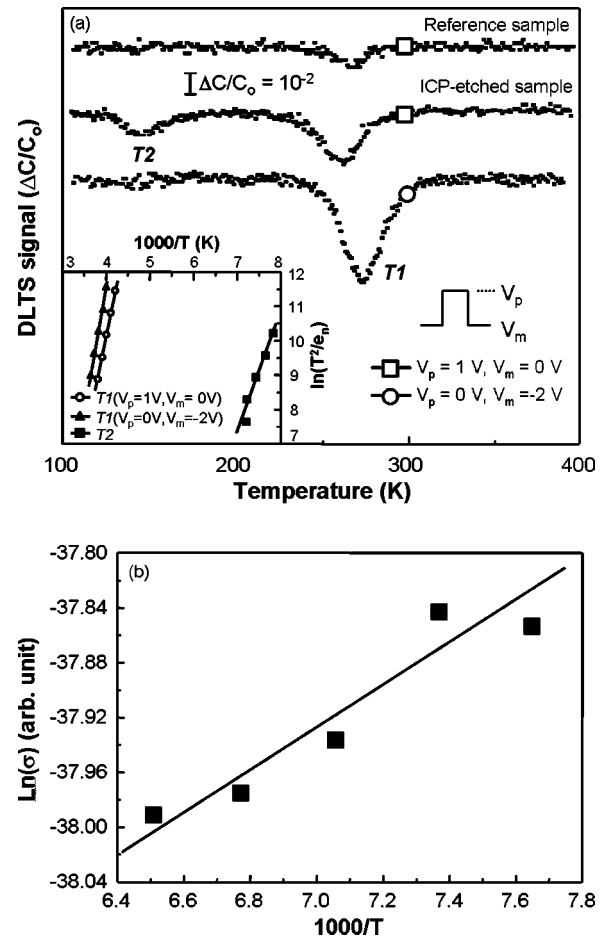 (a)
Reference sample
ΔC/C₀ = 10⁻²
ICP-etched sample
T2
T1
DLTS signal (ΔC/C₀)
1000/T (K)
3 4 5 6 7 8
12
11
10
9
8
7
ln(T²/eₙ)
T1(Vₚ=1V,Vₘ= 0V)
T1(Vₚ=0V,Vₘ=-2V)
T2
Vₚ
Vₘ
Vₚ = 1 V, Vₘ = 0 V
Vₚ = 0 V, Vₘ =-2 V
100 200 300 400
Temperature (K)
(b)
-37.80
-37.84
-37.88
-37.92
-37.96
-38.00
-38.04
Ln(σ) (arb. unit)
6.4 6.6 6.8 7.0 7.2 7.4 7.6 7.8
1000/T